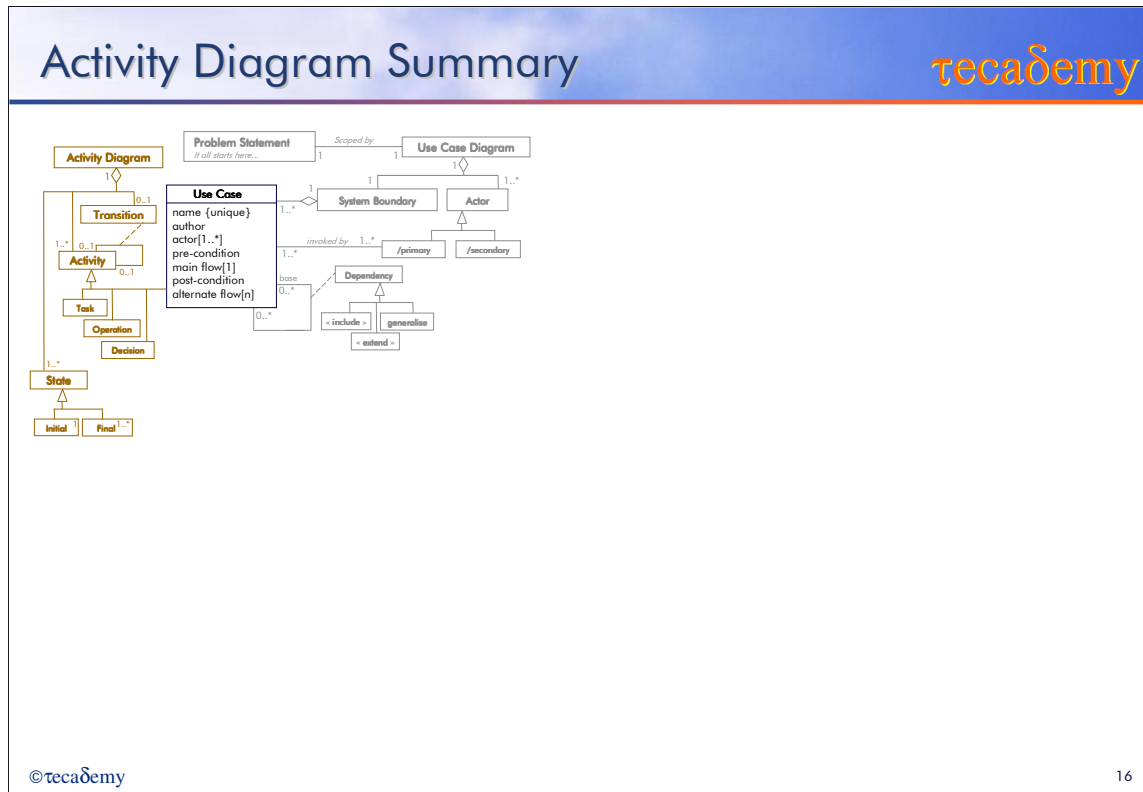 Activity Diagram Summary
τecaδemy
Problem Statement
It all starts here...
1
Scoped by
1
Use Case Diagram
1
1
1..*
System Boundary
Actor
/primary
/secondary
Activity Diagram
1
0..1
Transition
1..*
0..1
Activity
0..1
Task
Operation
Decision
1..*
State
Initial 1
Final 1..*
Use Case
name {unique}
author
actor[1..*]
pre-condition
main flow[1]
post-condition
alternate flow[n]
1
1..*
invoked by 1..*
1..*
base
0..*
0..*
Dependency
« include »
generalise
« extend »
©τecaδemy
16